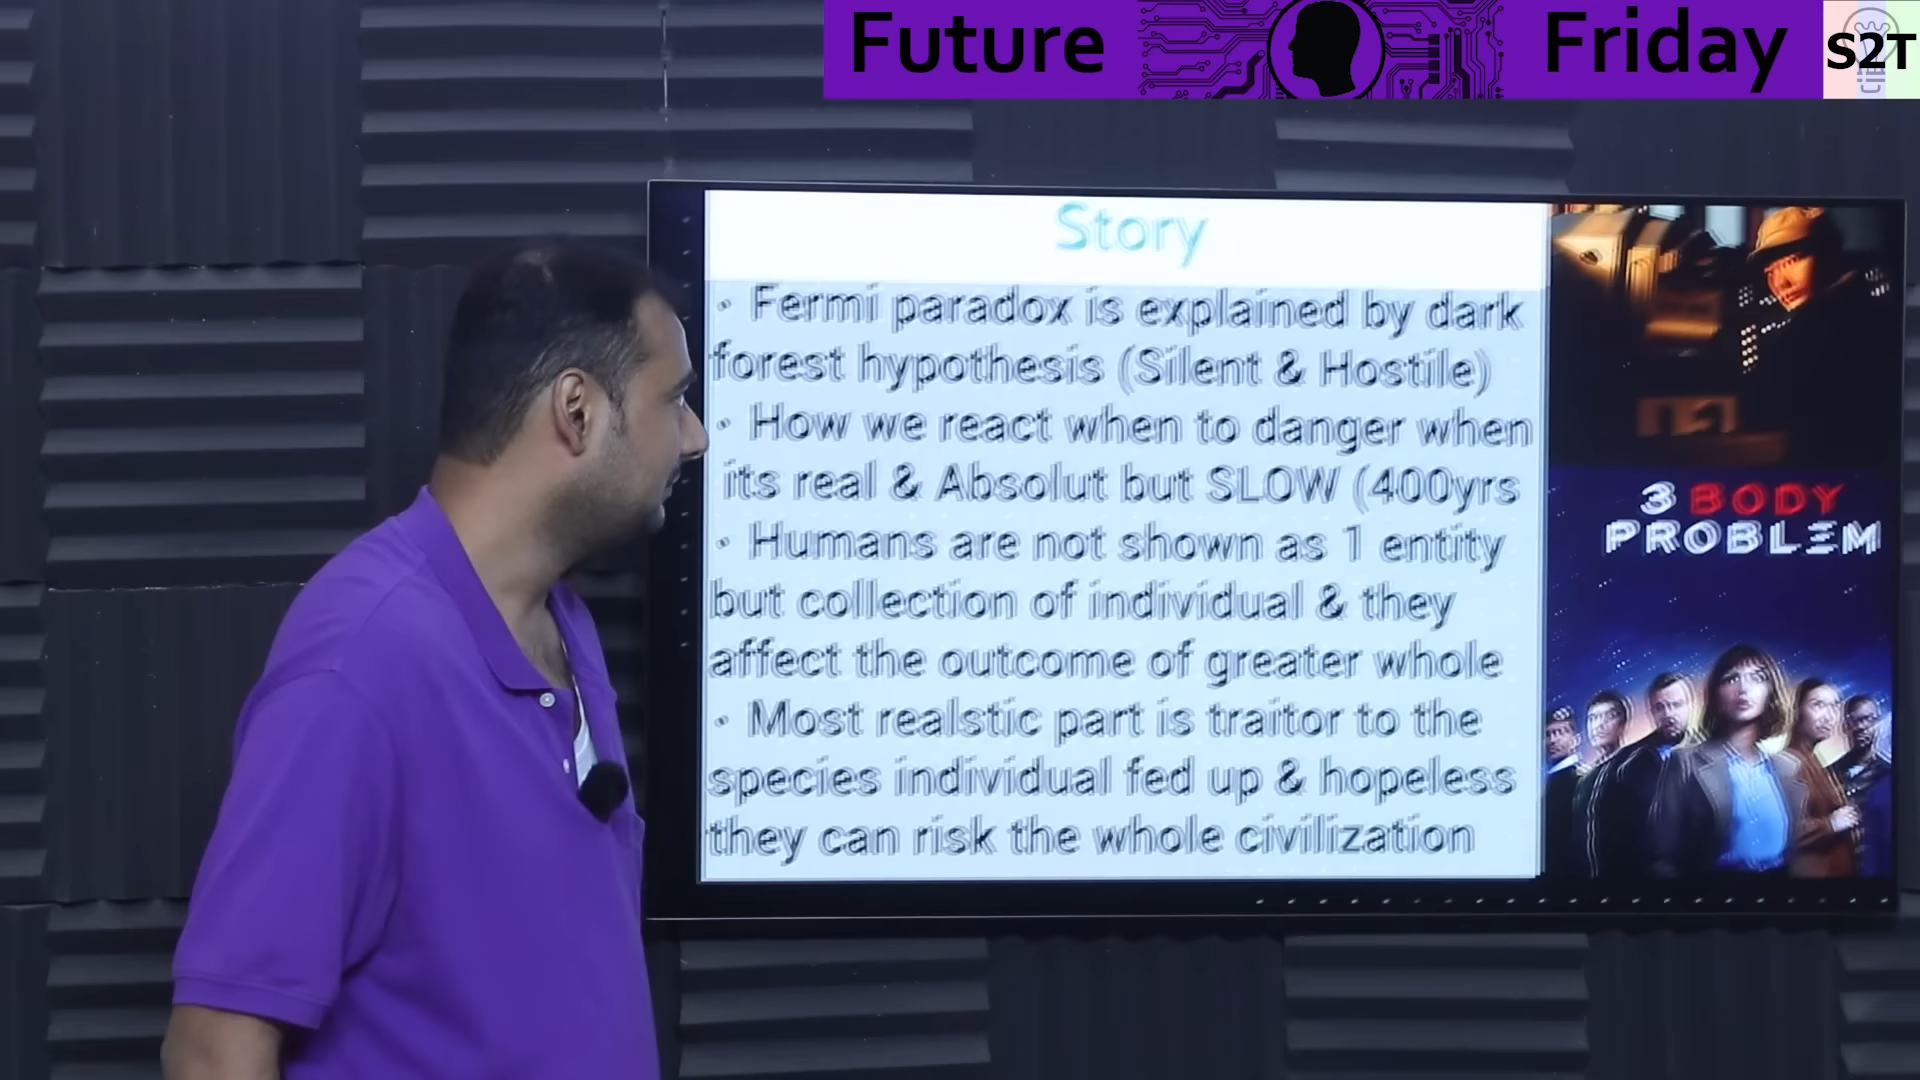 Future Friday S2T
Story
• Fermi paradox is explained by dark
forest hypothesis (Silent & Hostile)
• How we react when to danger when
its real & Absolut but SLOW (400yrs
• Humans are not shown as 1 entity
but collection of individual & they
affect the outcome of greater whole
• Most realstic part is traitor to the
species individual fed up & hopeless
they can risk the whole civilization
3 BODY
PROBLEM